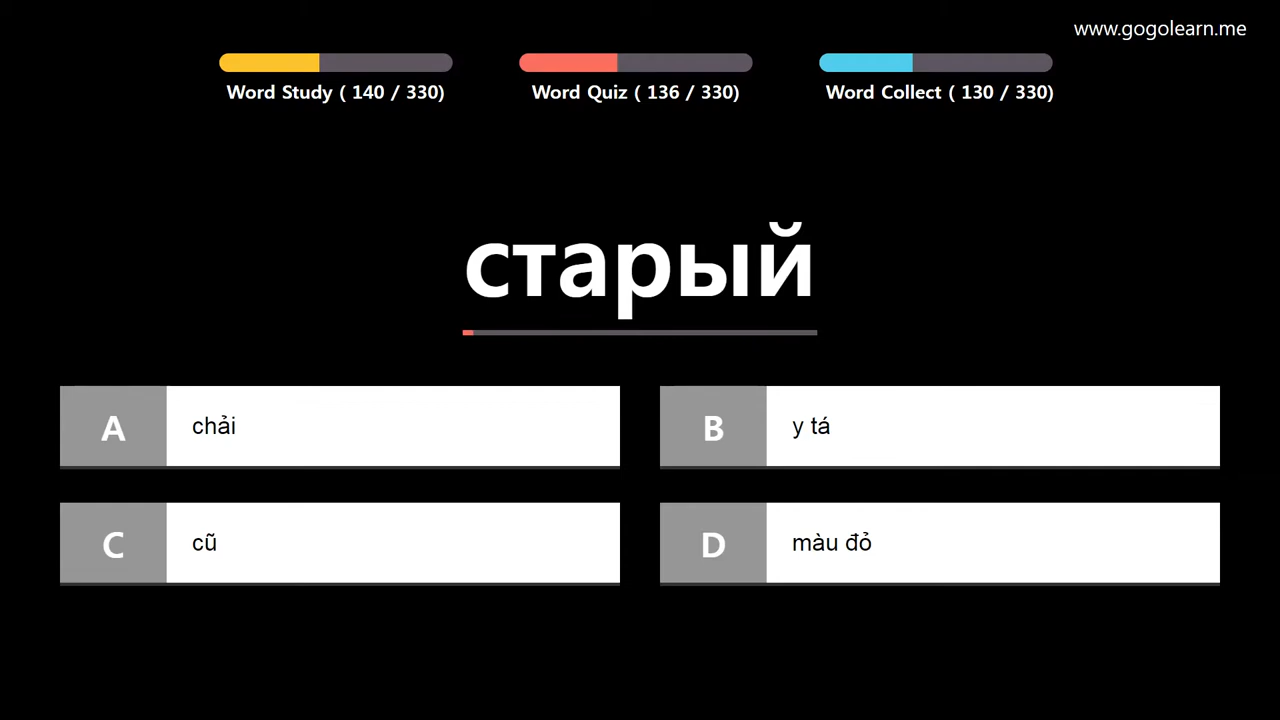 www.gogolearn.me
Word Study ( 140 / 330)
Word Quiz ( 136 / 330)
Word Collect ( 130 / 330)
старый
A chải
B y tá
C cũ
D màu đỏ